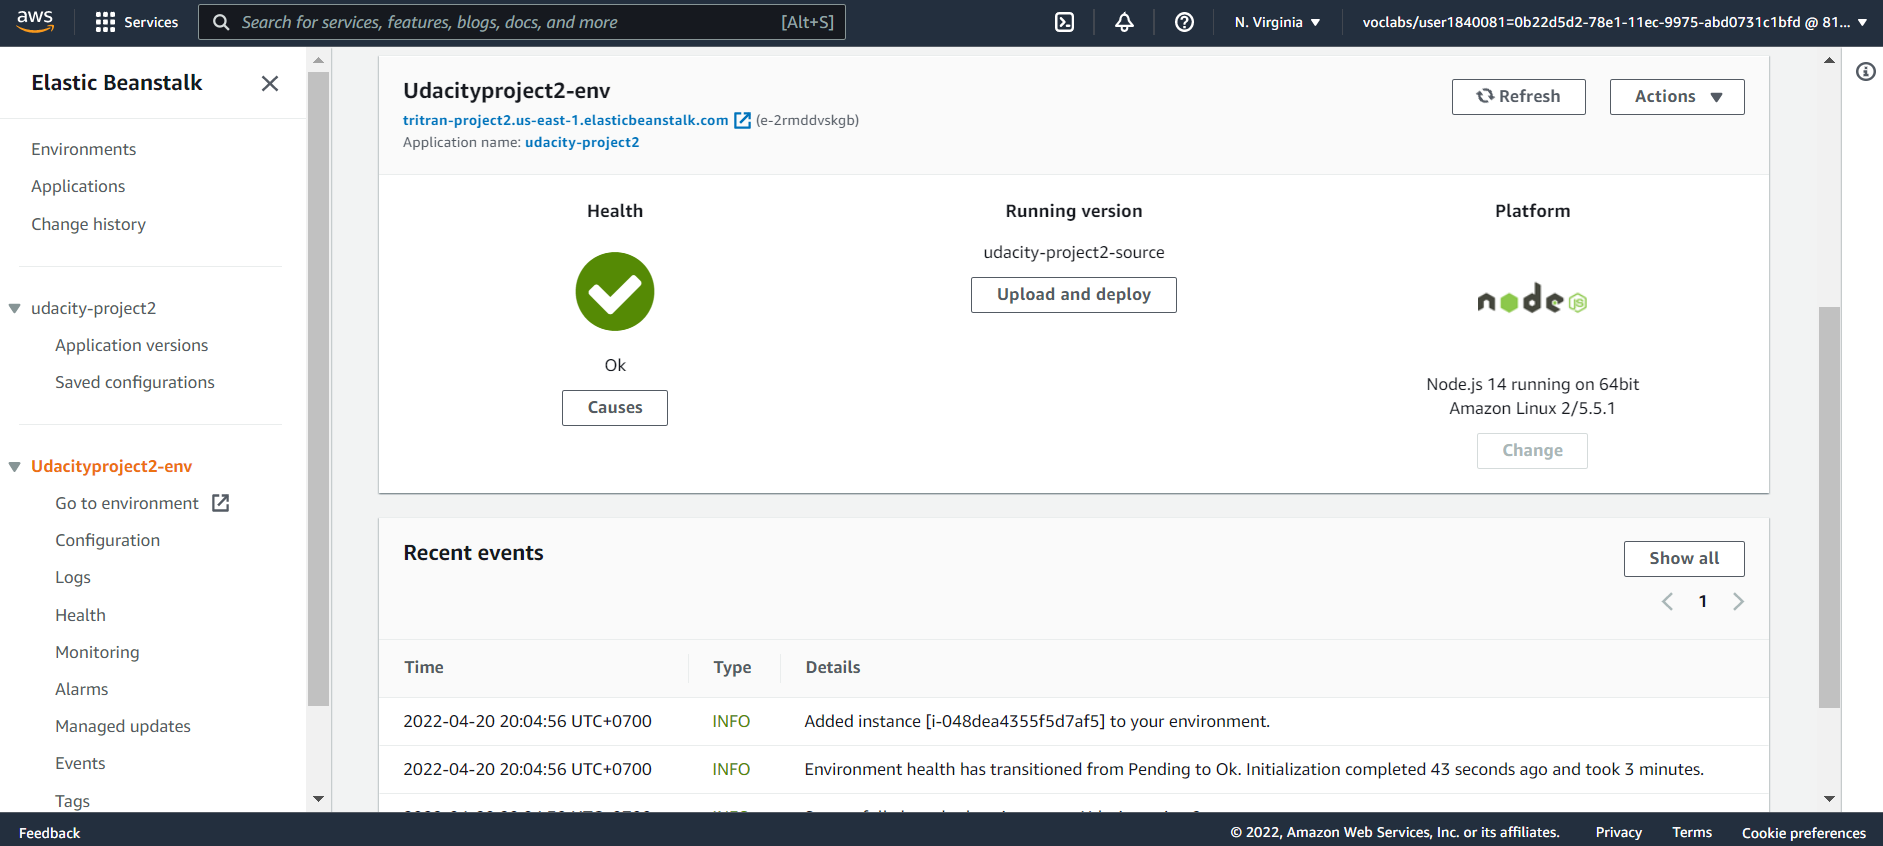 aws
Services
Search for services, features, blogs, docs, and more [Alt+S]
N. Virginia
voclabs/user1840081=0b22d5d2-78e1-11ec-9975-abd0731c1bfd @ 81...
Elastic Beanstalk
Environments
Applications
Change history
udacity-project2
Application versions
Saved configurations
Udacityproject2-env
Go to environment
Configuration
Logs
Health
Monitoring
Alarms
Managed updates
Events
Tags
Udacityproject2-env
tritran-project2.us-east-1.elasticbeanstalk.com (e-2rmddvskgb)
Application name: udacity-project2
Refresh
Actions
Health
Ok
Causes
Running version
udacity-project2-source
Upload and deploy
Platform
node JS
Node.js 14 running on 64bit
Amazon Linux 2/5.5.1
Change
Recent events
Show all
1
Time Type Details
2022-04-20 20:04:56 UTC+0700 INFO Added instance [i-048dea4355f5d7af5] to your environment.
2022-04-20 20:04:56 UTC+0700 INFO Environment health has transitioned from Pending to Ok. Initialization completed 43 seconds ago and took 3 minutes.
Feedback
© 2022, Amazon Web Services, Inc. or its affiliates. Privacy Terms Cookie preferences